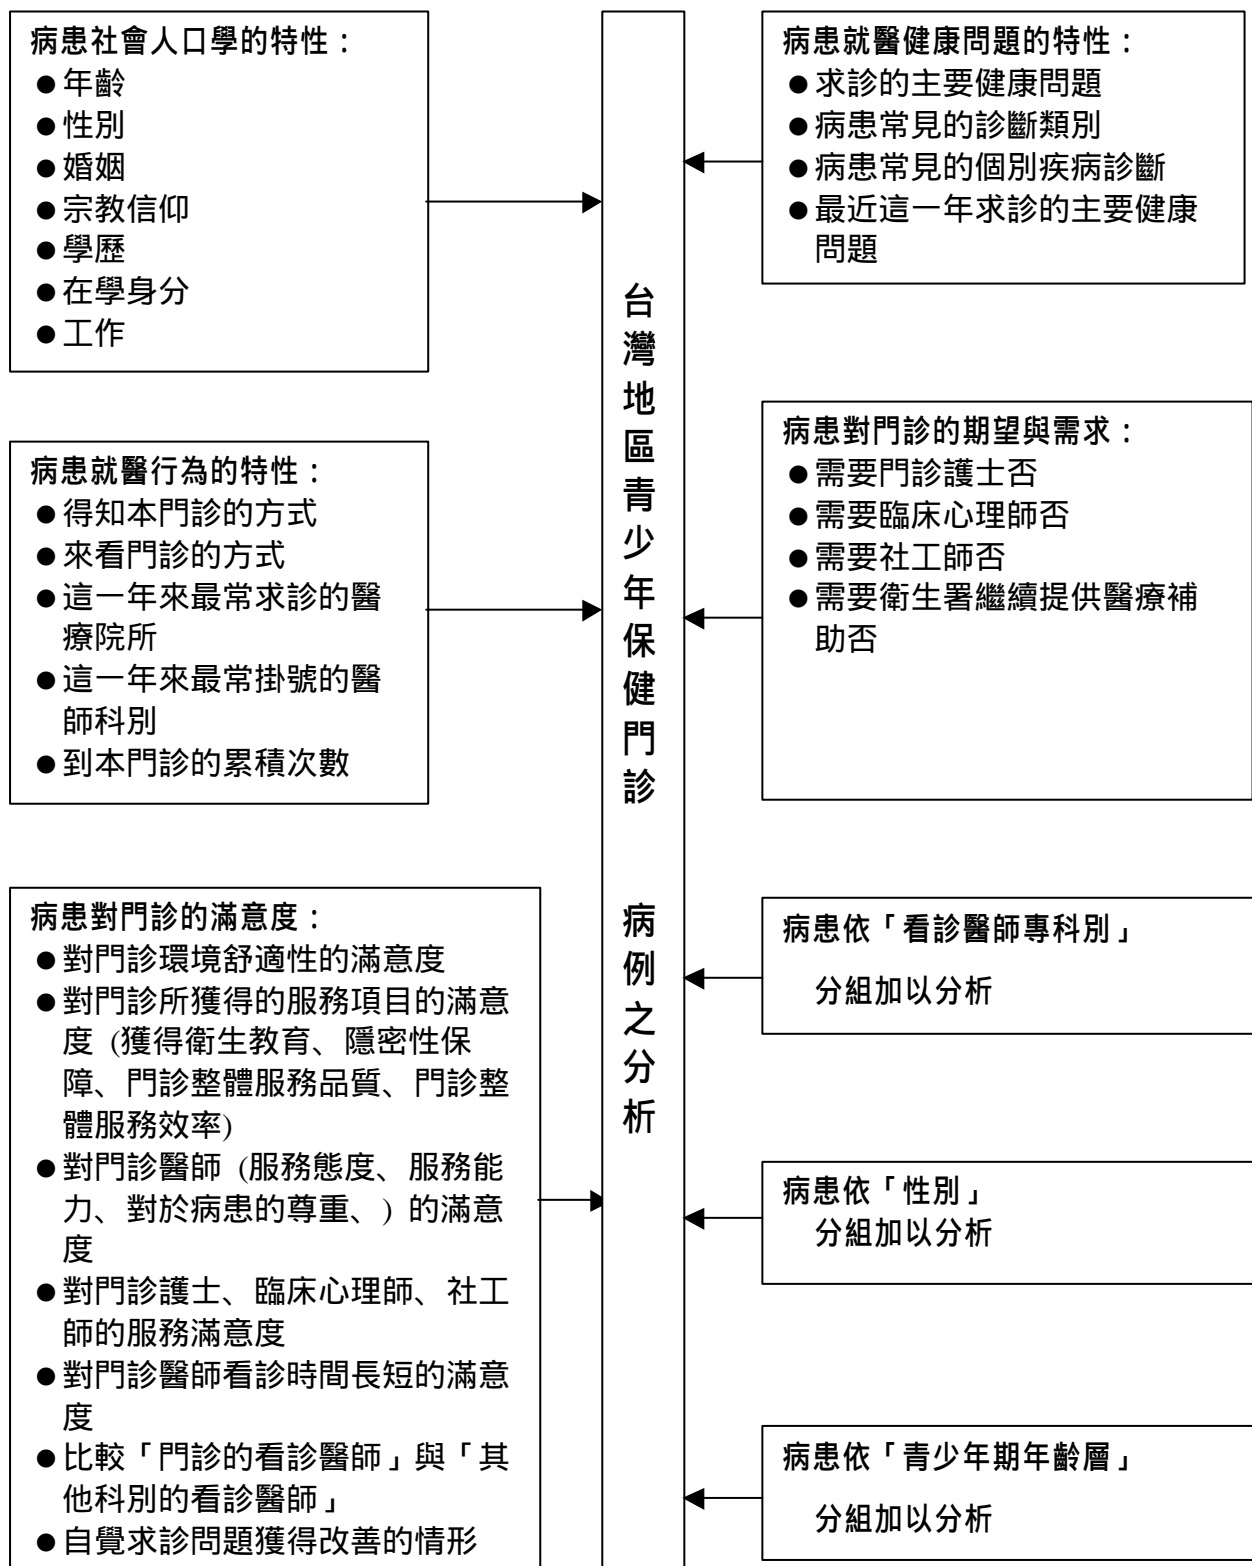 病患社會人口學的特性：
●年齡
●性別
●婚姻
●宗教信仰
●學歷
●在學身分
●工作
病患就醫行為的特性：
●得知本門診的方式
●來看門診的方式
●這一年來最常求診的醫
療院所
●這一年來最常掛號的醫
師科別
●到本門診的累積次數
病患對門診的滿意度：
●對門診環境舒適性的滿意度
●對門診所獲得的服務項目的滿意
度 (獲得衛生教育、隱密性保
障、門診整體服務品質、門診整
體服務效率)
●對門診醫師 (服務態度、服務能
力、對於病患的尊重、) 的滿意
度
●對門診護士、臨床心理師、社工
師的服務滿意度
●對門診醫師看診時間長短的滿意
度
●比較「門診的看診醫師」與「其
他科別的看診醫師」
●自覺求診問題獲得改善的情形
台灣地區青少年保健門診 病例之分析
病患就醫健康問題的特性：
●求診的主要健康問題
●病患常見的診斷類別
●病患常見的個別疾病診斷
●最近這一年求診的主要健康
問題
病患對門診的期望與需求：
●需要門診護士否
●需要臨床心理師否
●需要社工師否
●需要衛生署繼續提供醫療補
助否
病患依「看診醫師專科別」
分組加以分析
病患依「性別」
分組加以分析
病患依「青少年期年齡層」
分組加以分析